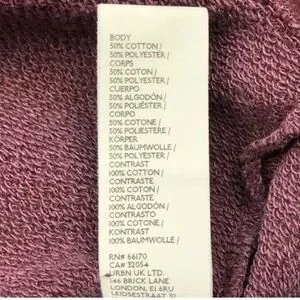 BODY
50% COTTON /
50% POLYESTER /
CORPS
50% COTON /
50% POLYESTER /
CUERPO
50% ALGODÓN /
50% POLIÉSTER /
CORPO
50% COTONE /
50% POLIESTERE /
KÖRPER
50% BAUMWOLLE /
50% POLYESTER /
CONTRAST
100% COTTON /
CONTRASTE
100% COTON /
CONTRASTE
100% ALGODÓN /
CONTRASTO
100% COTONE /
KONTRAST
100% BAUMWOLLE /
RN# 66170
CA# 32054
URBN UK LTD.
146 BRICK LANE
LONDON, E1 6RU
LEIDSESTRAAT 32